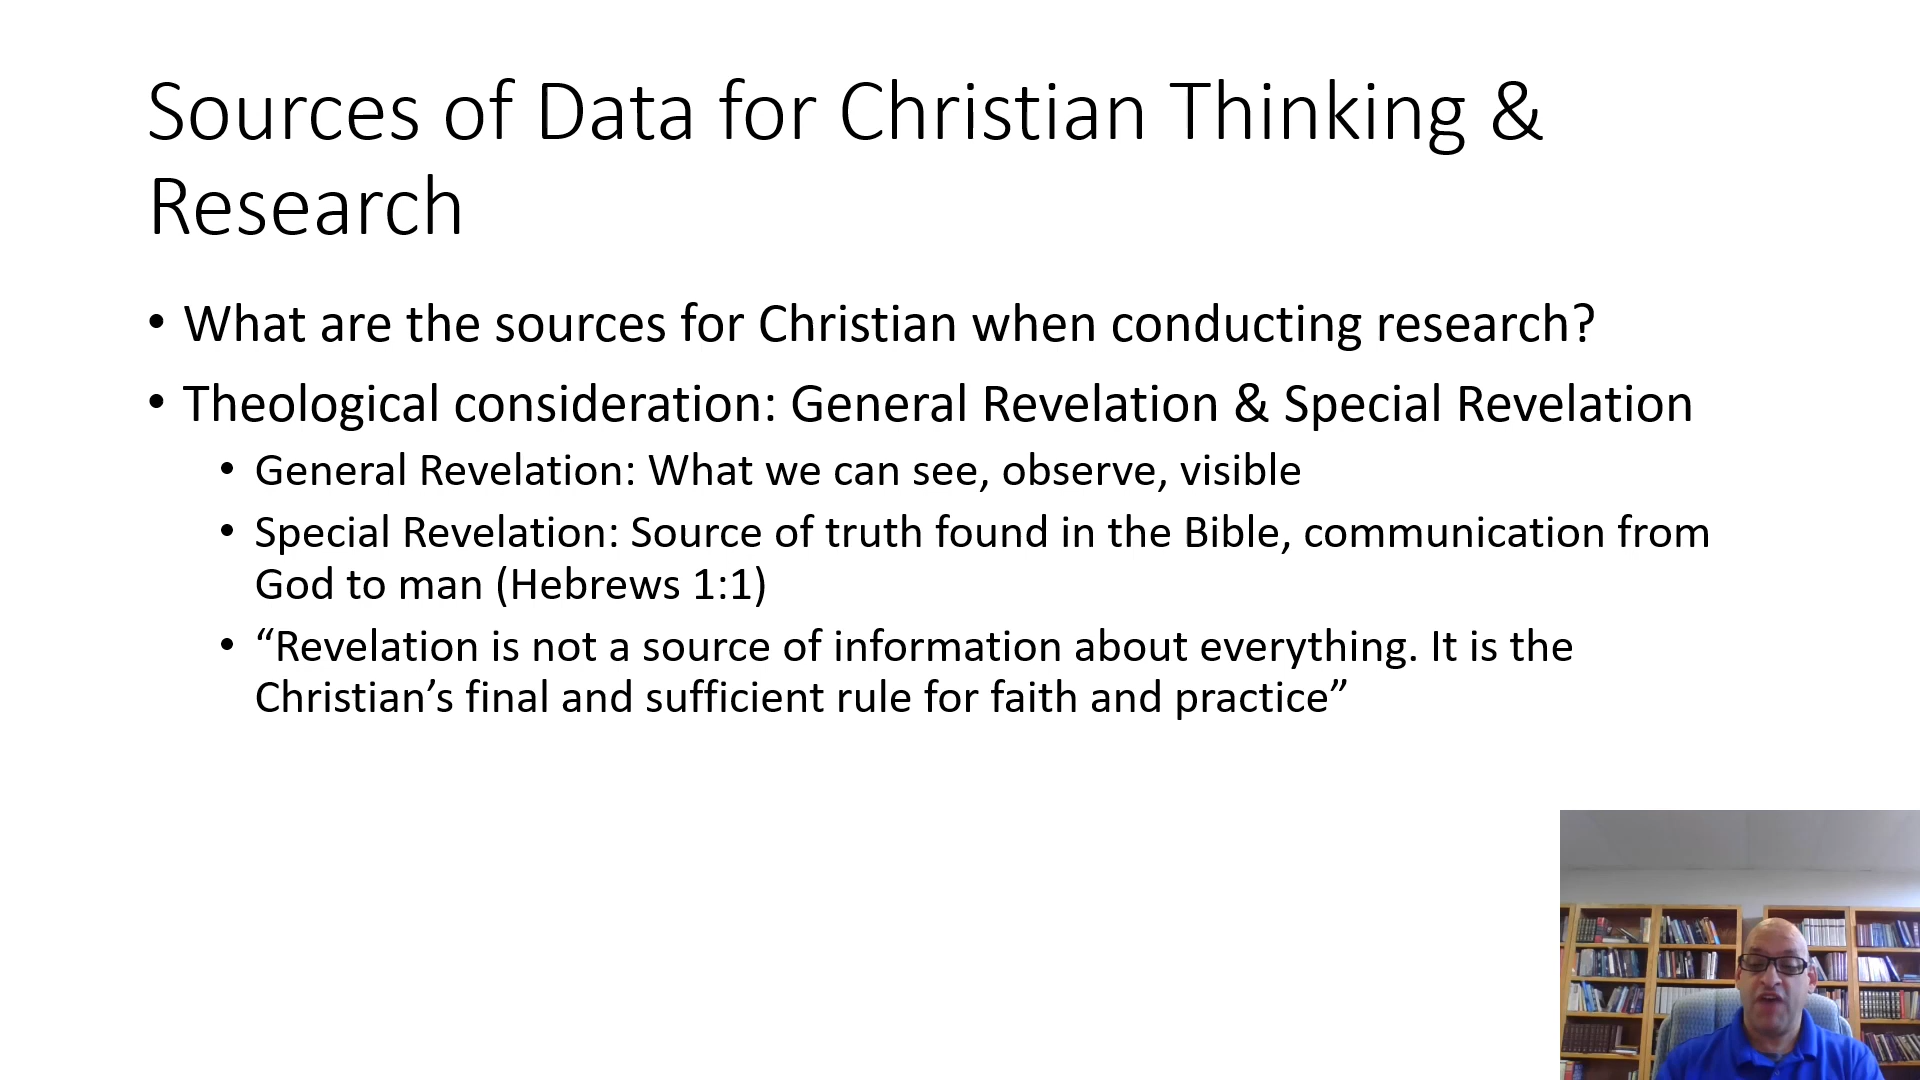 Sources of Data for Christian Thinking &
Research
• What are the sources for Christian when conducting research?
• Theological consideration: General Revelation & Special Revelation
• General Revelation: What we can see, observe, visible
• Special Revelation: Source of truth found in the Bible, communication from
God to man (Hebrews 1:1)
• “Revelation is not a source of information about everything. It is the
Christian’s final and sufficient rule for faith and practice”